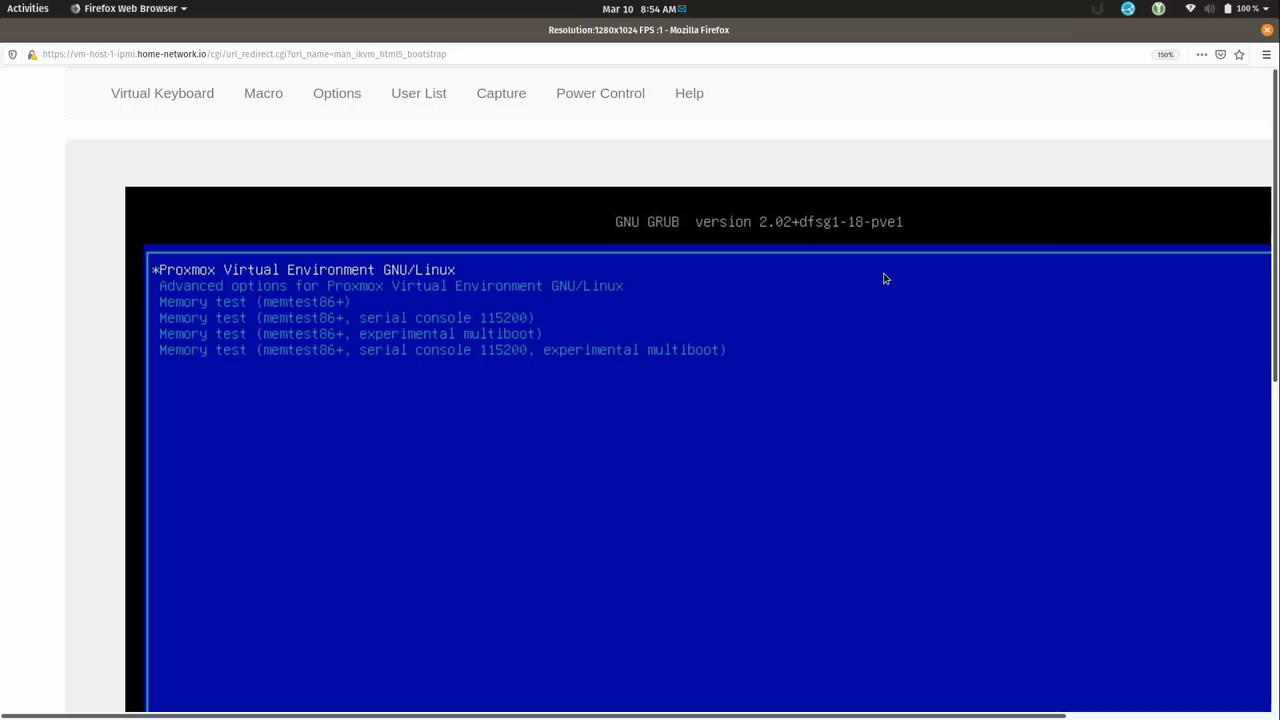 Activities Firefox Web Browser Mar 10 8:54 AM 100 %
Resolution:1280x1024 FPS :1 - Mozilla Firefox
https://vm-host-1-ipmi.home-network.io/cgi/url_redirect.cgi?url_name=man_ikvm_html5_bootstrap 150%
Virtual Keyboard Macro Options User List Capture Power Control Help
GNU GRUB version 2.02+dfsg1-18-pve1
*Proxmox Virtual Environment GNU/Linux
Advanced options for Proxmox Virtual Environment GNU/Linux
Memory test (memtest86+)
Memory test (memtest86+, serial console 115200)
Memory test (memtest86+, experimental multiboot)
Memory test (memtest86+, serial console 115200, experimental multiboot)